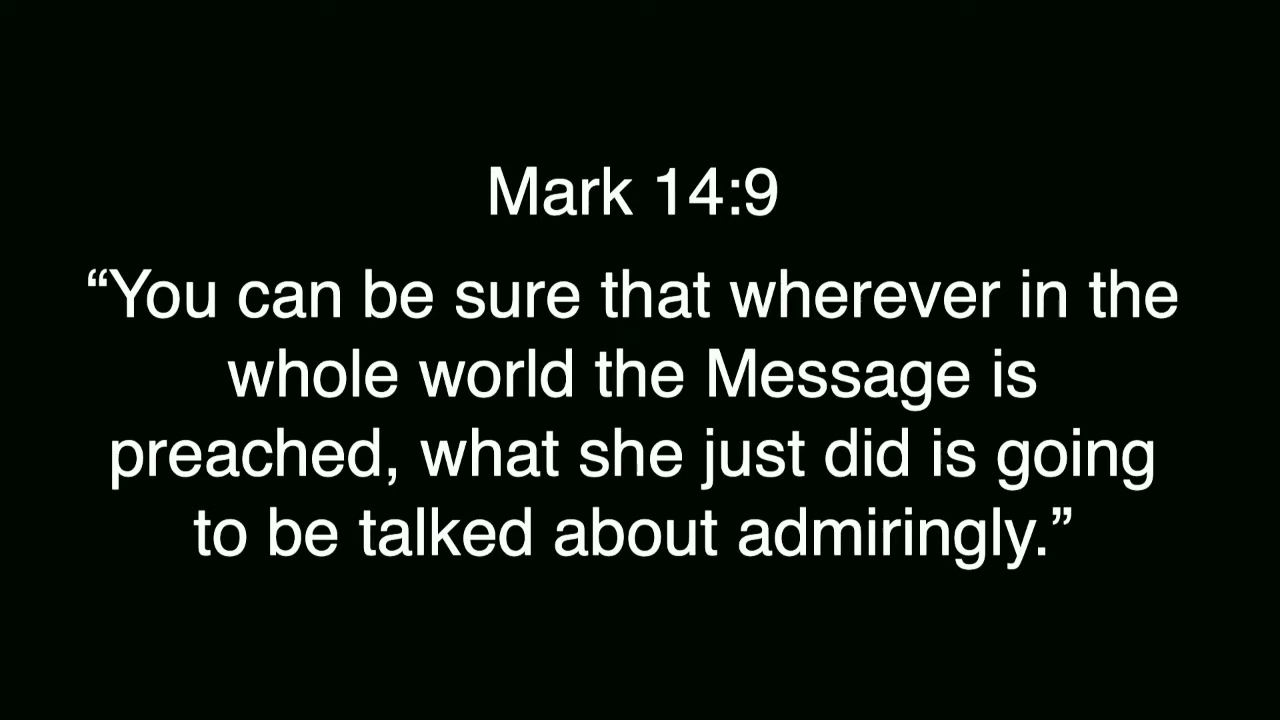 Mark 14:9
“You can be sure that wherever in the
whole world the Message is
preached, what she just did is going
to be talked about admiringly.”